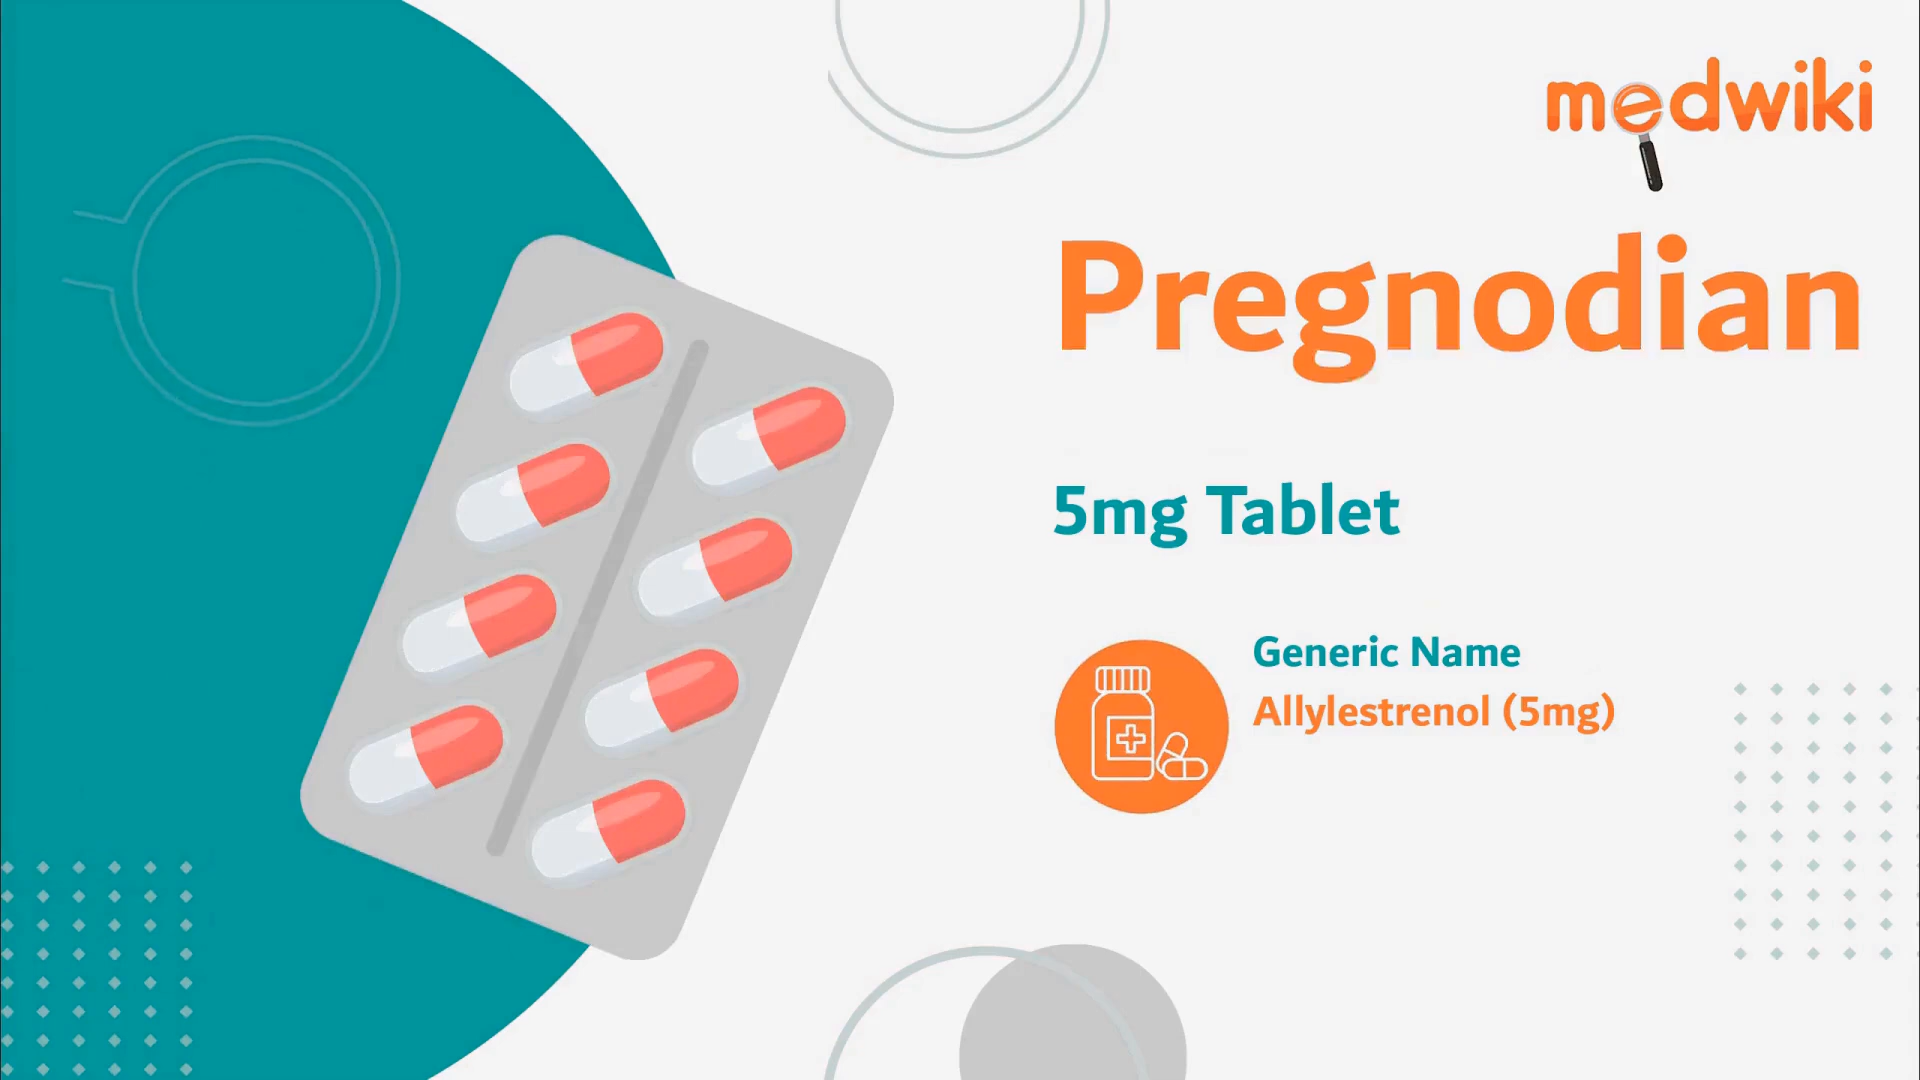 medwiki
Pregnodian
5mg Tablet
Generic Name
Allylestrenol (5mg)